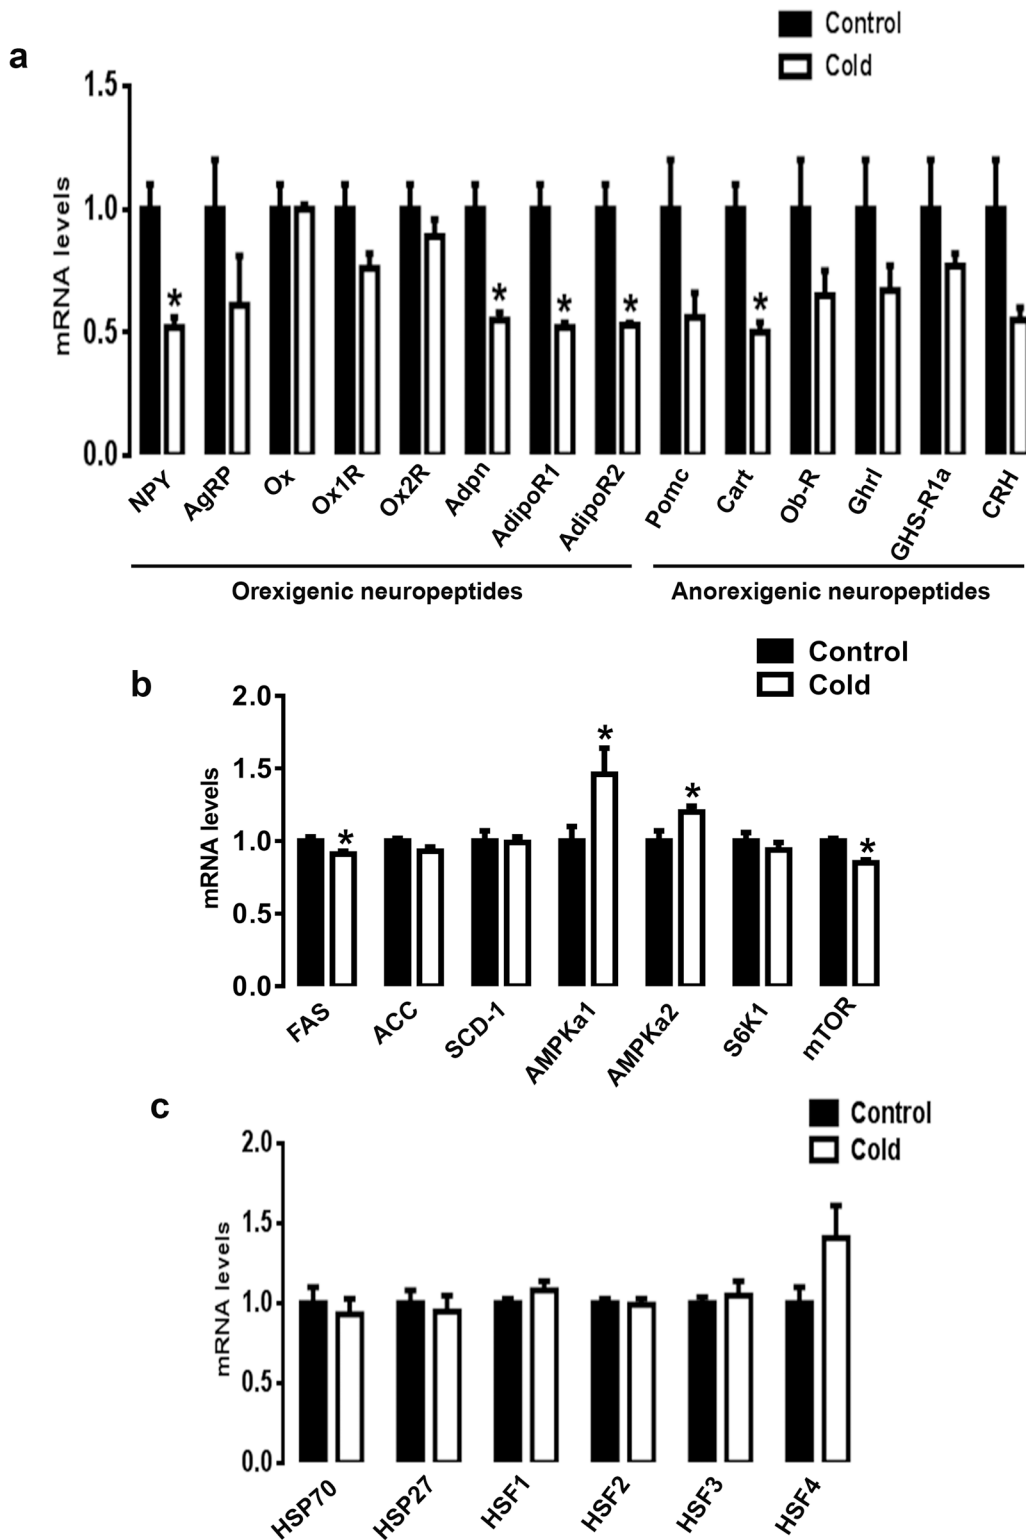 Control
Cold
a
1.5
1.0
0.5
0.0
mRNA levels
*
*
*
*
*
NPY AgRP Ox Ox1R Ox2R Adpn AdipoR1 AdipoR2 Pomc Cart Ob-R Ghrl GHS-R1a CRH
Orexigenic neuropeptides Anorexigenic neuropeptides
Control
Cold
b
2.0
1.5
1.0
0.5
0.0
mRNA levels
*
*
*
*
FAS ACC SCD-1 AMPKa1 AMPKa2 S6K1 mTOR
c
Control
Cold
2.0
1.5
1.0
0.5
0.0
mRNA levels
HSP70 HSP27 HSF1 HSF2 HSF3 HSF4